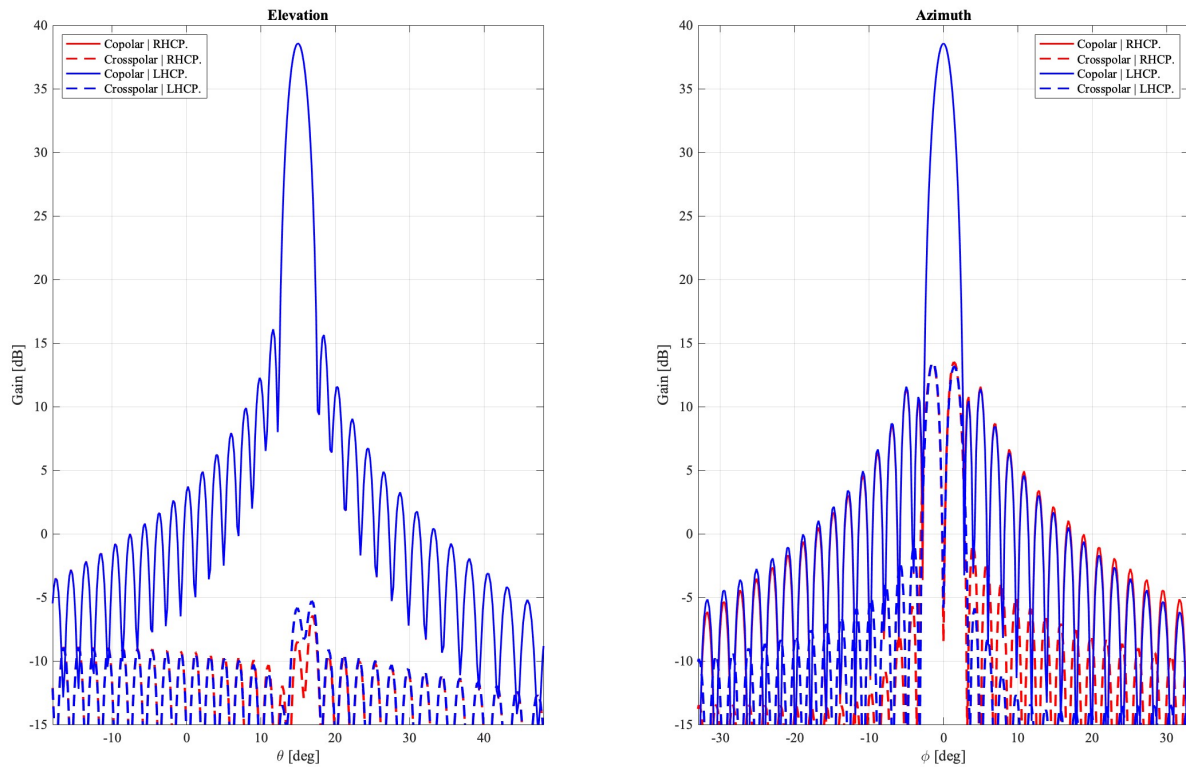 Elevation
Copolar | RHCP.
Crosspolar | RHCP.
Copolar | LHCP.
Crosspolar | LHCP.
40
35
30
25
20
15
10
5
0
-5
-10
-15
Gain [dB]
-10 0 10 20 30 40
θ [deg]
Azimuth
Copolar | RHCP.
Crosspolar | RHCP.
Copolar | LHCP.
Crosspolar | LHCP.
40
35
30
25
20
15
10
5
0
-5
-10
-15
Gain [dB]
-30 -20 -10 0 10 20 30
ϕ [deg]